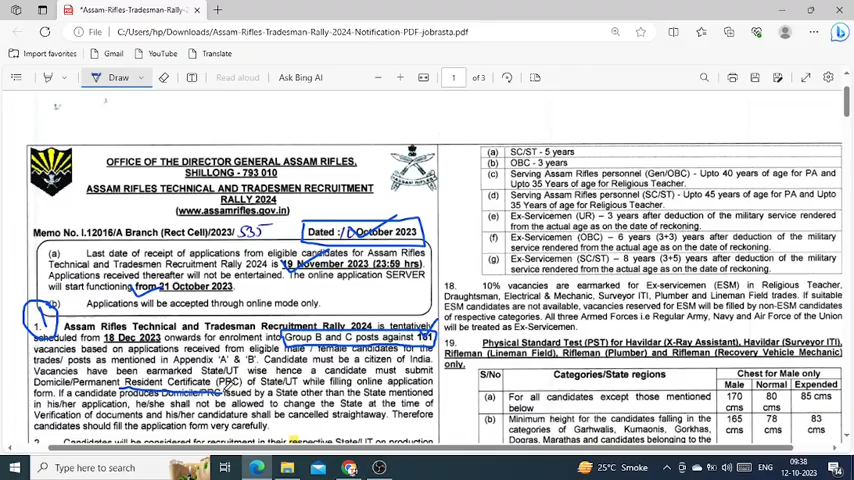 *Assam-Rifles-Tradesman-Rally-2
C:/Users/hp/Downloads/Assam-Rifles-Tradesman-Rally-2024-Notification-PDF-jobrasta.pdf
Import favorites
Gmail
YouTube
Translate
Draw
Read aloud
Ask Bing AI
1
of 3
OFFICE OF THE DIRECTOR GENERAL ASSAM RIFLES,
SHILLONG - 793 010
ASSAM RIFLES TECHNICAL AND TRADESMEN RECRUITMENT
RALLY 2024
(www.assamrifles.gov.in)
Memo No. I.12016/A Branch (Rect Cell)/2023/ 535
Dated : October 2023
(a) Last date of receipt of applications from eligible candidates for Assam
Rifles Technical and Tradesmen Recruitment Rally 2024 is 19 November 2023 (23:59 hrs).
Applications received thereafter will not be entertained. The online application SERVER
will start functioning from 21 October 2023.
(b) Applications will be accepted through online mode only.
1
1. Assam Rifles Technical and Tradesmen Recruitment Rally 2024 is tentatively
scheduled from 18 Dec 2023 onwards for enrolment into Group B and C posts against 161
vacancies based on applications received from eligible male / female candidates for the
trades/ posts as mentioned in Appendix 'A' & 'B'. Candidate must be a citizen of India.
Vacancies have been earmarked State/UT wise hence a candidate must submit
Domicile/Permanent Resident Certificate (PRC) of State/UT while filling online application
form. If a candidate produces Domicile/PRC issued by a State other than the State mentioned
in his/her application, he/she shall not be allowed to change the State at the time of
Verification of documents and his/her candidature shall be cancelled straightaway. Therefore
candidates should fill the application form very carefully.
2. Candidates will be considered for recruitment in their respective State/UT on production
(a) SC/ST - 5 years
(b) OBC - 3 years
(c) Serving Assam Rifles personnel (Gen/OBC) - Upto 40 years of age for PA and
Upto 35 Years of age for Religious Teacher.
(d) Serving Assam Rifles personnel (SC/ST) - Upto 45 years of age for PA and Upto
35 Years of age for Religious Teacher.
(e) Ex-Servicemen (UR) – 3 years after deduction of the military service rendered
from the actual age as on the date of reckoning.
(f) Ex-Servicemen (OBC) - 6 years (3+3) years after deduction of the military
service rendered from the actual age as on the date of reckoning.
(g) Ex-Servicemen (SC/ST) – 8 years (3+5) years after deduction of the military
service rendered from the actual age as on the date of reckoning.
18. 10% vacancies are earmarked for Ex-servicemen (ESM) in Religious Teacher,
Draughtsman, Electrical & Mechanic, Surveyor ITI, Plumber and Lineman Field trades. If suitable
ESM candidates are not available, vacancies reserved for ESM will be filled by non-ESM candidates
of respective categories. All three Armed Forces i.e Regular Army, Navy and Air Force of the Union
will be treated as Ex-Servicemen.
19. Physical Standard Test (PST) for Havildar (X-Ray Assistant), Havildar (Surveyor ITI),
Rifleman (Lineman Field), Rifleman (Plumber) and Rifleman (Recovery Vehicle Mechanic)
only.
S/No Categories/State regions Chest for Male only
Male Normal Expended
(a) For all candidates except those mentioned below 170 cms 80 cms 85 cms
(b) Minimum height for the candidates falling in the 165 cms 78 cms 83 cms
categories of Garhwalis, Kumaonis, Gorkhas,
Dogras, Marathas and candidates belonging to the
Type here to search
25°C Smoke
ENG
09:38
12-10-2023